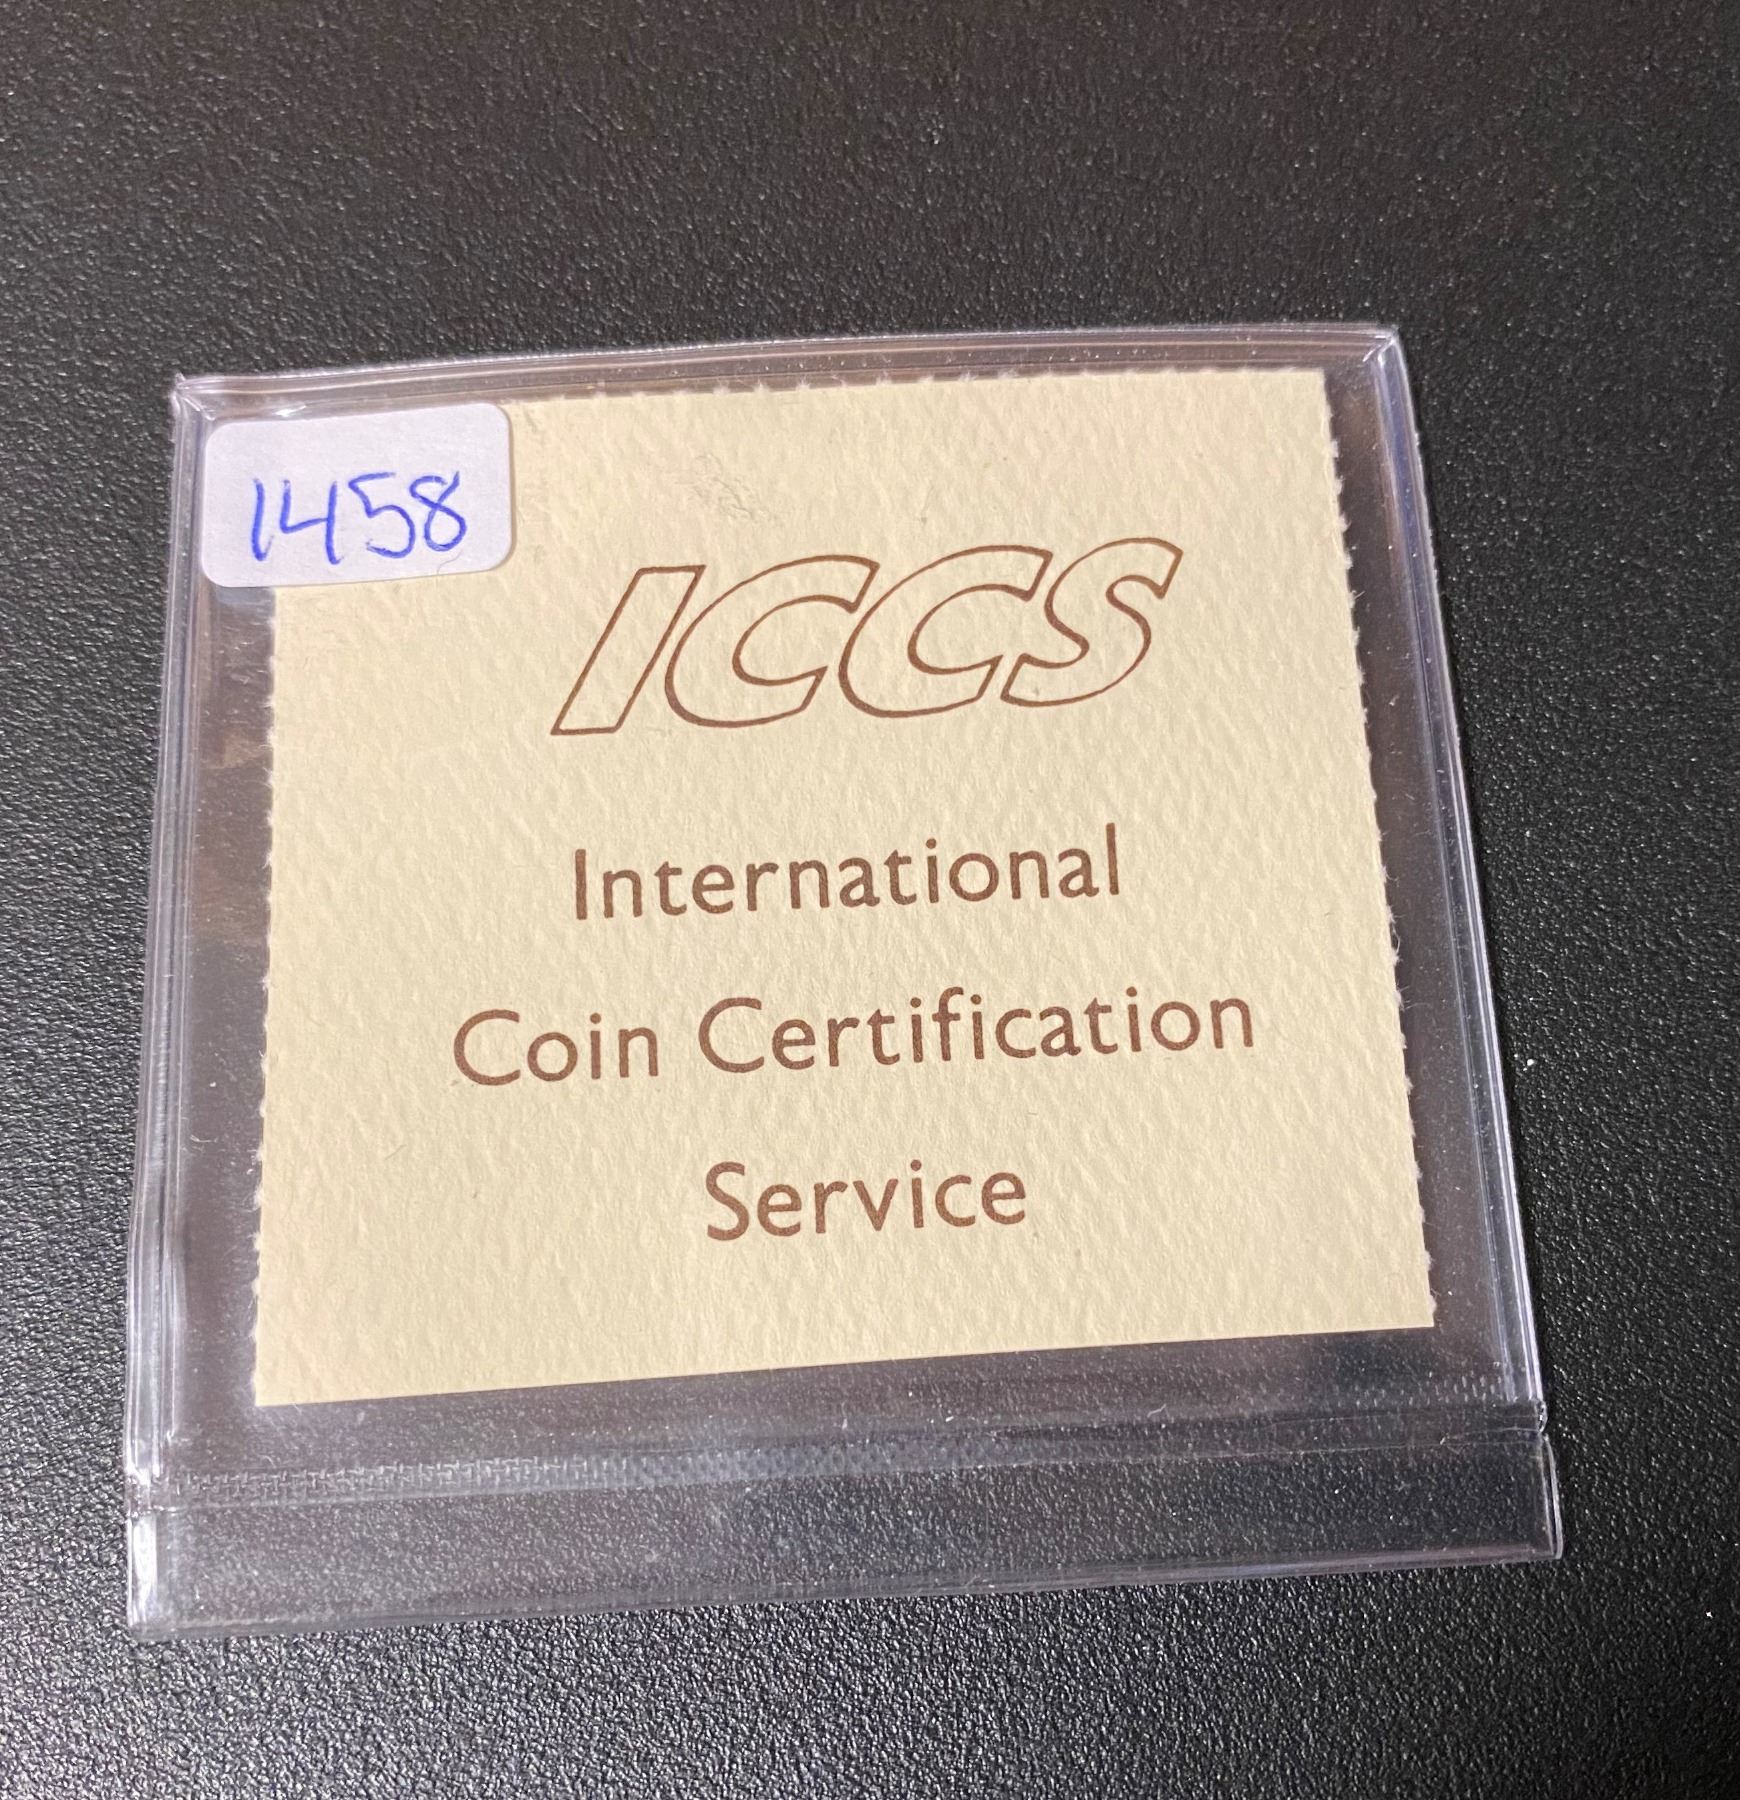 1458
ICCS
International
Coin Certification
Service